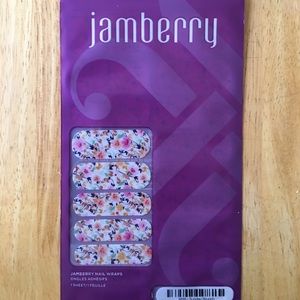 jamberry
JAMBERRY NAIL WRAPS
ONGLES ADHÉSIFS
1 SHEET/1 FEUILLE